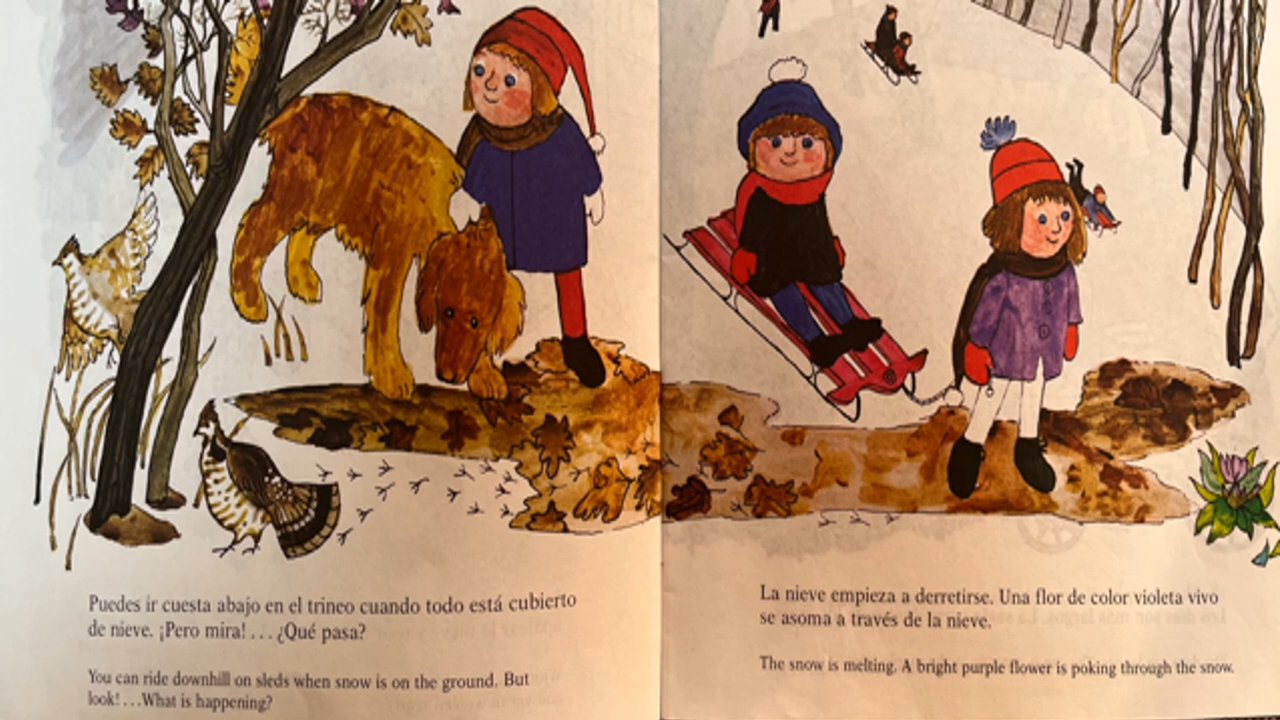 Puedes ir cuesta abajo en el trineo cuando todo está cubierto
de nieve. ¡Pero mira! . . . ¿Qué pasa?
You can ride downhill on sleds when snow is on the ground. But
look! . . .What is happening?
La nieve empieza a derretirse. Una flor de color violeta vivo
se asoma a través de la nieve.
The snow is melting. A bright purple flower is poking through the snow.